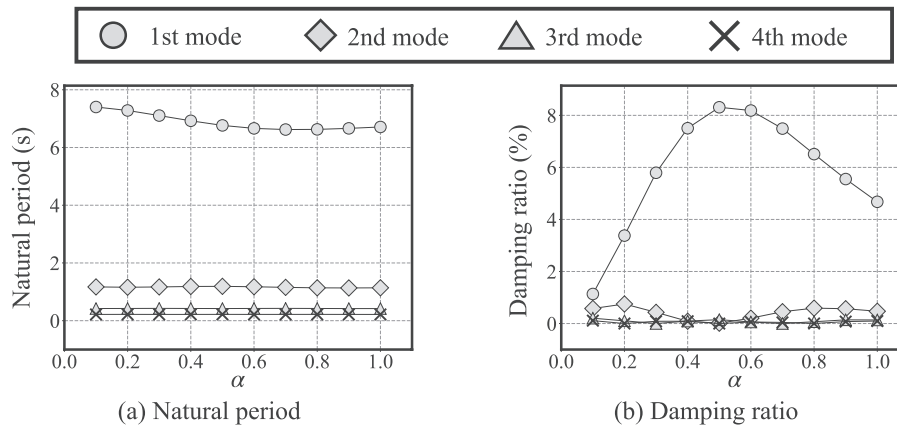 1st mode 2nd mode 3rd mode 4th mode
Natural period (s)
8
6
4
2
0
0.0 0.2 0.4 0.6 0.8 1.0
α
(a) Natural period
Damping ratio (%)
8
6
4
2
0
0.0 0.2 0.4 0.6 0.8 1.0
α
(b) Damping ratio